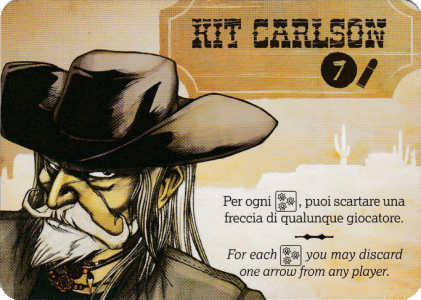 KIT CARLSON
7
Per ogni , puoi scartare una
freccia di qualunque giocatore.
For each you may discard
one arrow from any player.